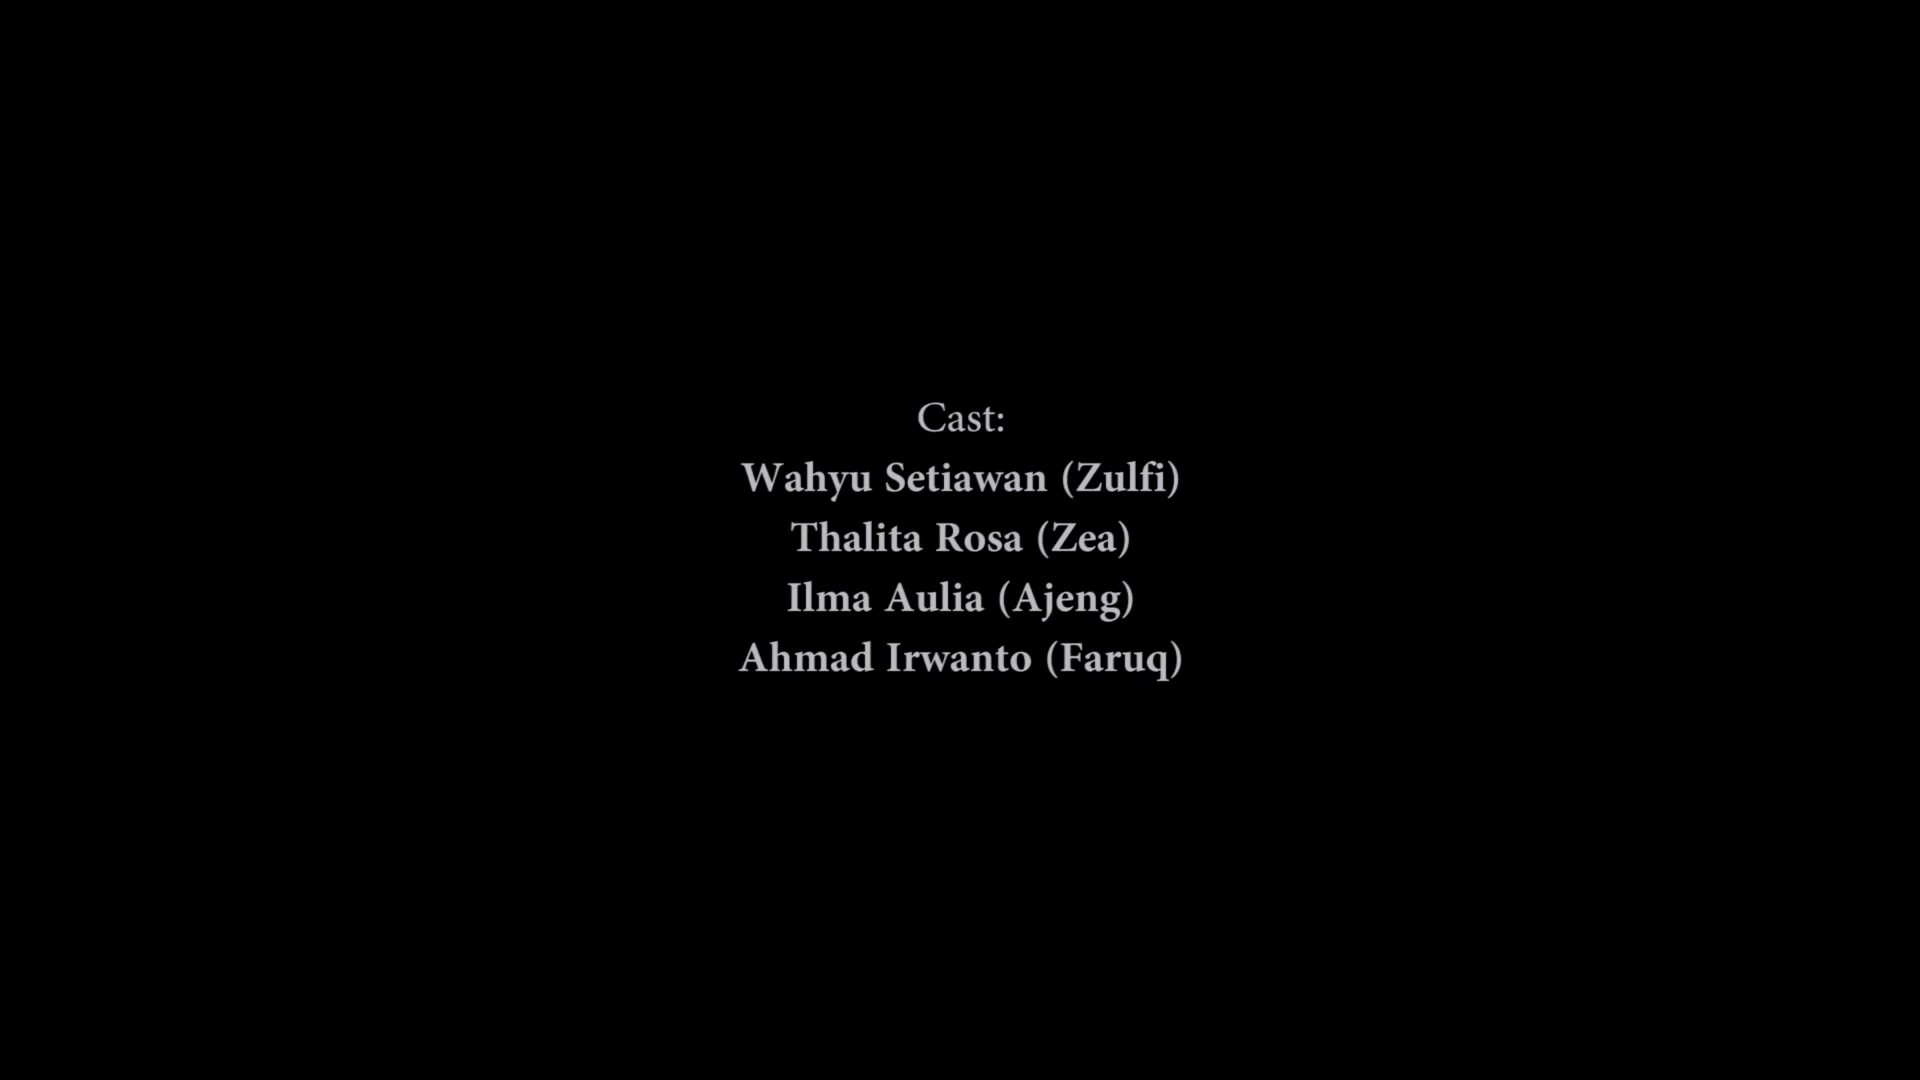 Cast:
Wahyu Setiawan (Zulfi)
Thalita Rosa (Zea)
Ilma Aulia (Ajeng)
Ahmad Irwanto (Faruq)